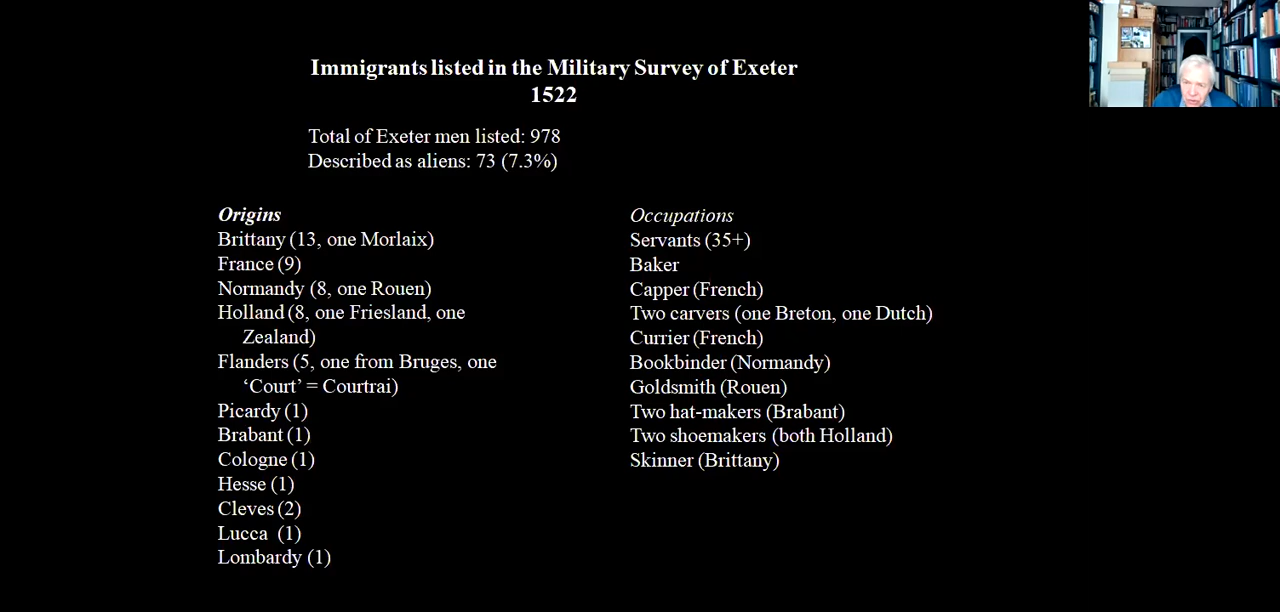 Immigrants listed in the Military Survey of Exeter
1522
Total of Exeter men listed: 978
Described as aliens: 73 (7.3%)
Origins
Brittany (13, one Morlaix)
France (9)
Normandy (8, one Rouen)
Holland (8, one Friesland, one
Zealand)
Flanders (5, one from Bruges, one
‘Court’ = Courtrai)
Picardy (1)
Brabant (1)
Cologne (1)
Hesse (1)
Cleves (2)
Lucca (1)
Lombardy (1)
Occupations
Servants (35+)
Baker
Capper (French)
Two carvers (one Breton, one Dutch)
Currier (French)
Bookbinder (Normandy)
Goldsmith (Rouen)
Two hat-makers (Brabant)
Two shoemakers (both Holland)
Skinner (Brittany)